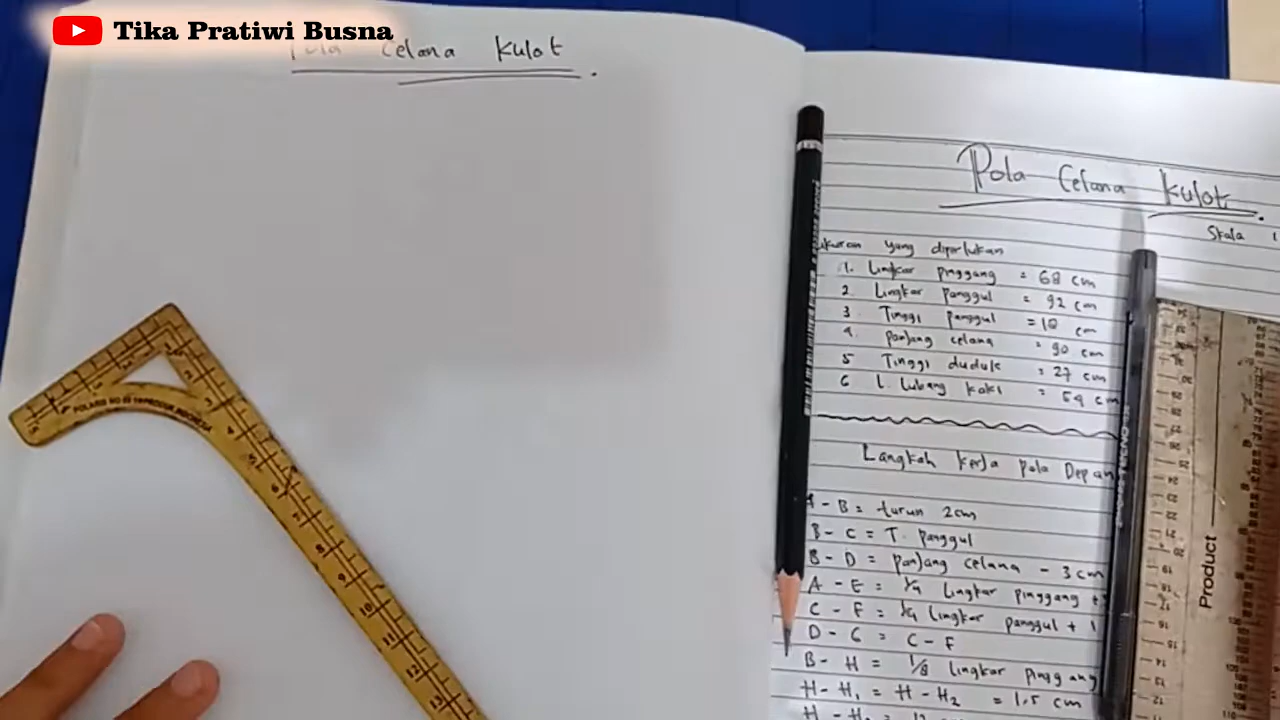 Tika Pratiwi Busna
Pola Celana Kulot
Pola Celana Kulot.
Skala 1
ukuran yang diperlukan
1. Lingkar pinggang = 68 cm
2 Lingkar panggul = 92 cm
3 Tinggi panggul = 18 cm
4. panjang celana = 90 cm
5 Tinggi duduk = 27 cm
6 L. Lubang kaki = 54 cm
Langkah kerja pola Depan
A - B = turun 2cm
B - C = T. panggul
B - D = panjang celana - 3 cm
A - E = 1/4 lingkar pinggang +
C - F = 1/4 lingkar panggul + 1
D - G = C - F
B - H = 1/8 lingkar pinggang
H - H1 = H - H2 = 1.5 cm
Product